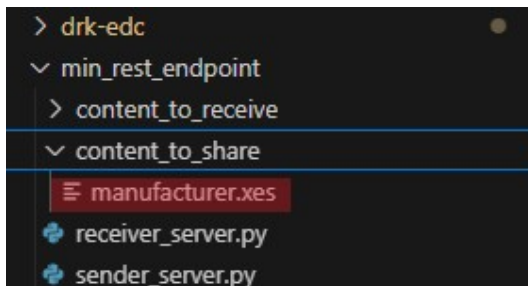 drk-edc
min_rest_endpoint
content_to_receive
content_to_share
manufacturer.xes
receiver_server.py
sender_server.py